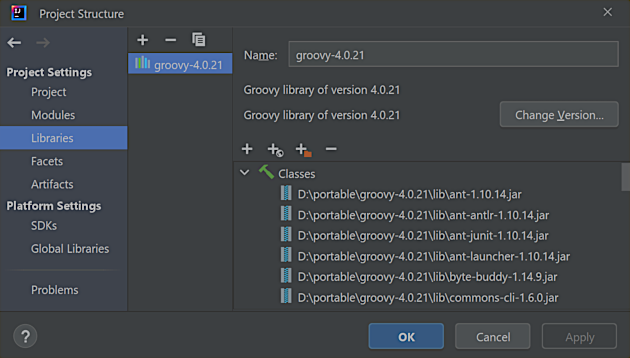 Project Structure
Project Settings
Project
Modules
Libraries
Facets
Artifacts
Platform Settings
SDKs
Global Libraries
Problems
groovy-4.0.21
Name: groovy-4.0.21
Groovy library of version 4.0.21
Groovy library of version 4.0.21
Change Version...
Classes
D:\portable\groovy-4.0.21\lib\ant-1.10.14.jar
D:\portable\groovy-4.0.21\lib\ant-antlr-1.10.14.jar
D:\portable\groovy-4.0.21\lib\ant-junit-1.10.14.jar
D:\portable\groovy-4.0.21\lib\ant-launcher-1.10.14.jar
D:\portable\groovy-4.0.21\lib\byte-buddy-1.14.9.jar
D:\portable\groovy-4.0.21\lib\commons-cli-1.6.0.jar
?
OK
Cancel
Apply